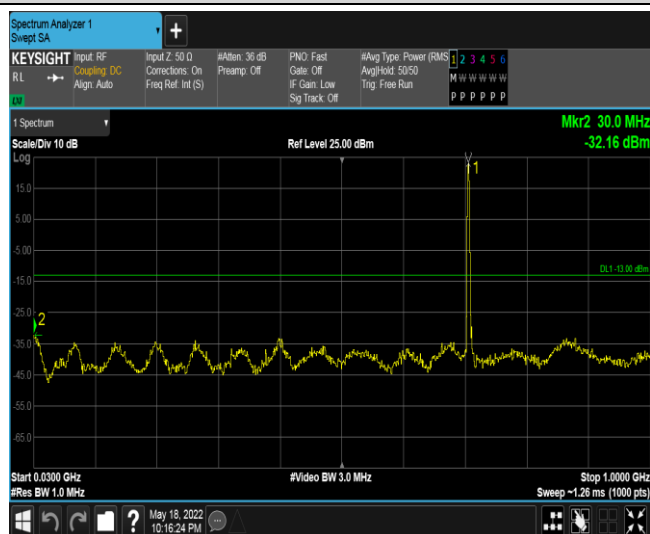 Spectrum Analyzer 1
Swept SA
+
KEYSIGHT
RL
LXI
Input: RF
Coupling: DC
Align: Auto
Input Z: 50 Ω
Corrections: On
Freq Ref: Int (S)
#Atten: 36 dB
Preamp: Off
PNO: Fast
Gate: Off
IF Gain: Low
Sig Track: Off
#Avg Type: Power (RMS
Avg|Hold: 50/50
Trig: Free Run
1 2 3 4 5 6
M W W W W W
P P P P P P
1 Spectrum
Scale/Div 10 dB
Ref Level 25.00 dBm
Mkr2 30.0 MHz
-32.16 dBm
Log
15.0
5.00
-5.00
-15.0
-25.0
-35.0
-45.0
-55.0
-65.0
1
2
DL1 -13.00 dBm
Start 0.0300 GHz
#Res BW 1.0 MHz
#Video BW 3.0 MHz
Stop 1.0000 GHz
Sweep ~1.26 ms (1000 pts)
?
May 18, 2022
10:16:24 PM